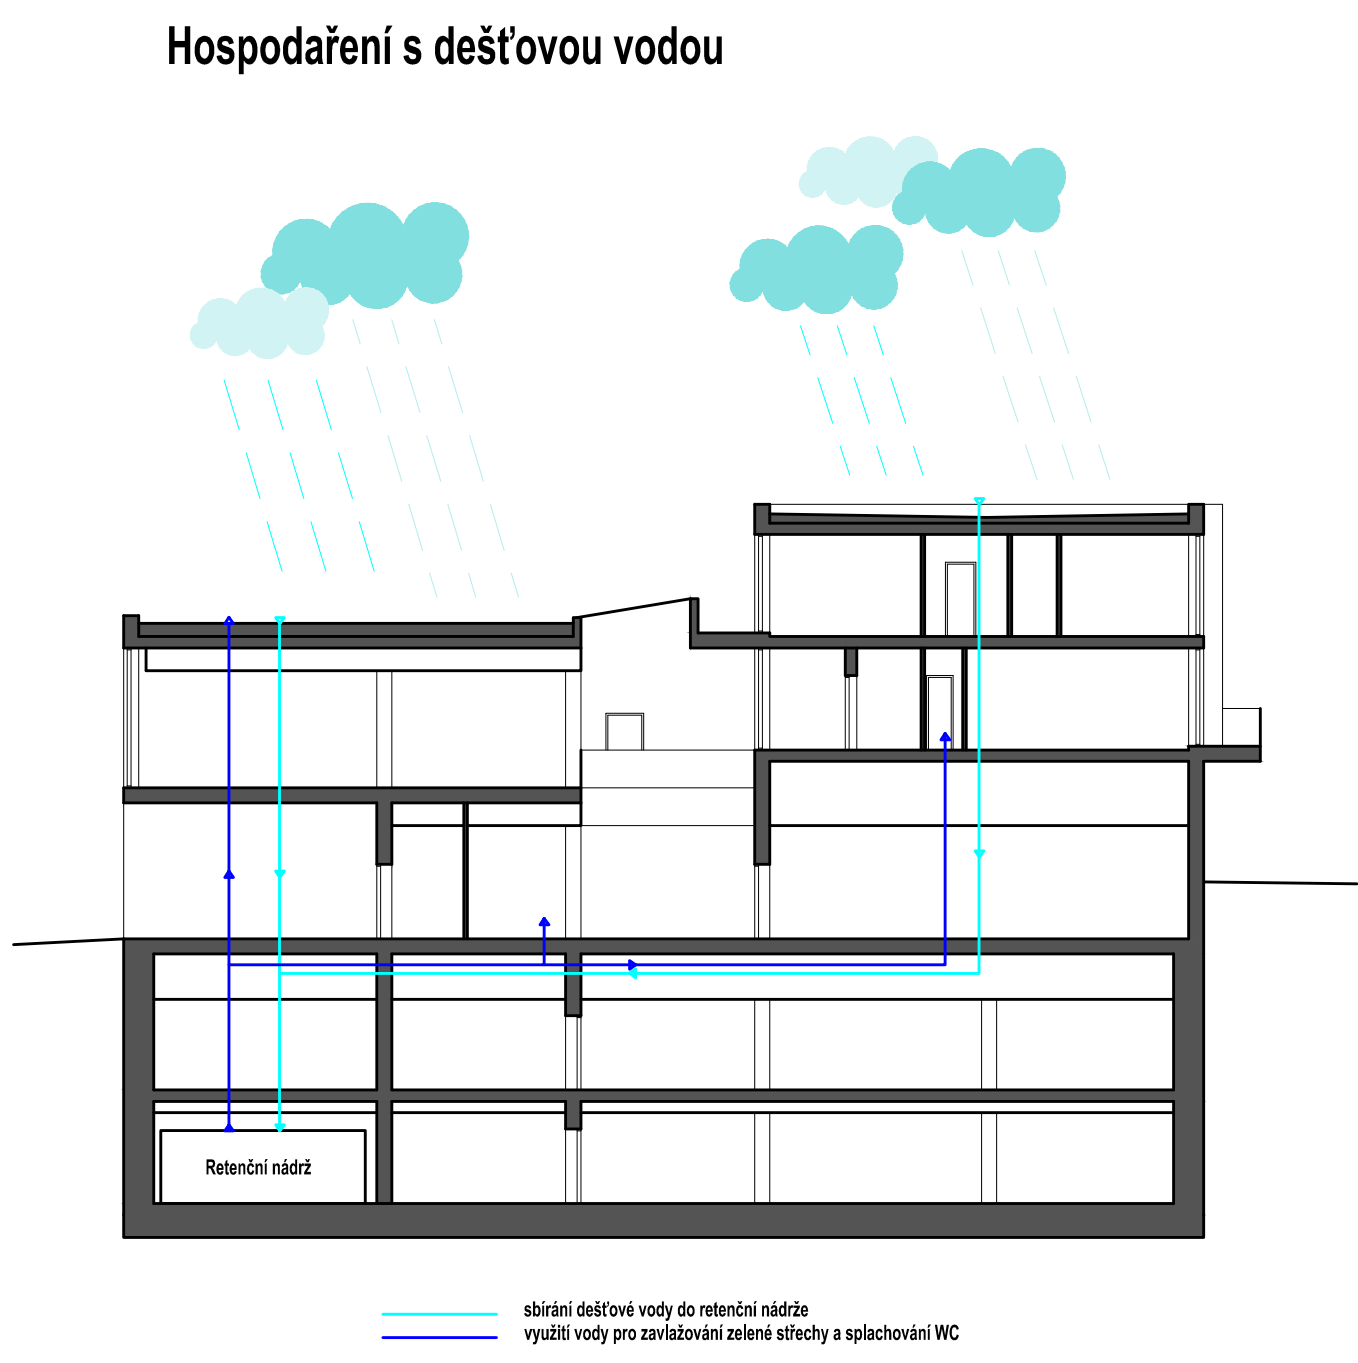 Hospodaření s dešťovou vodou
Retenční nádrž
sbírání dešťové vody do retenční nádrže
využití vody pro zavlažování zelené střechy a splachování WC